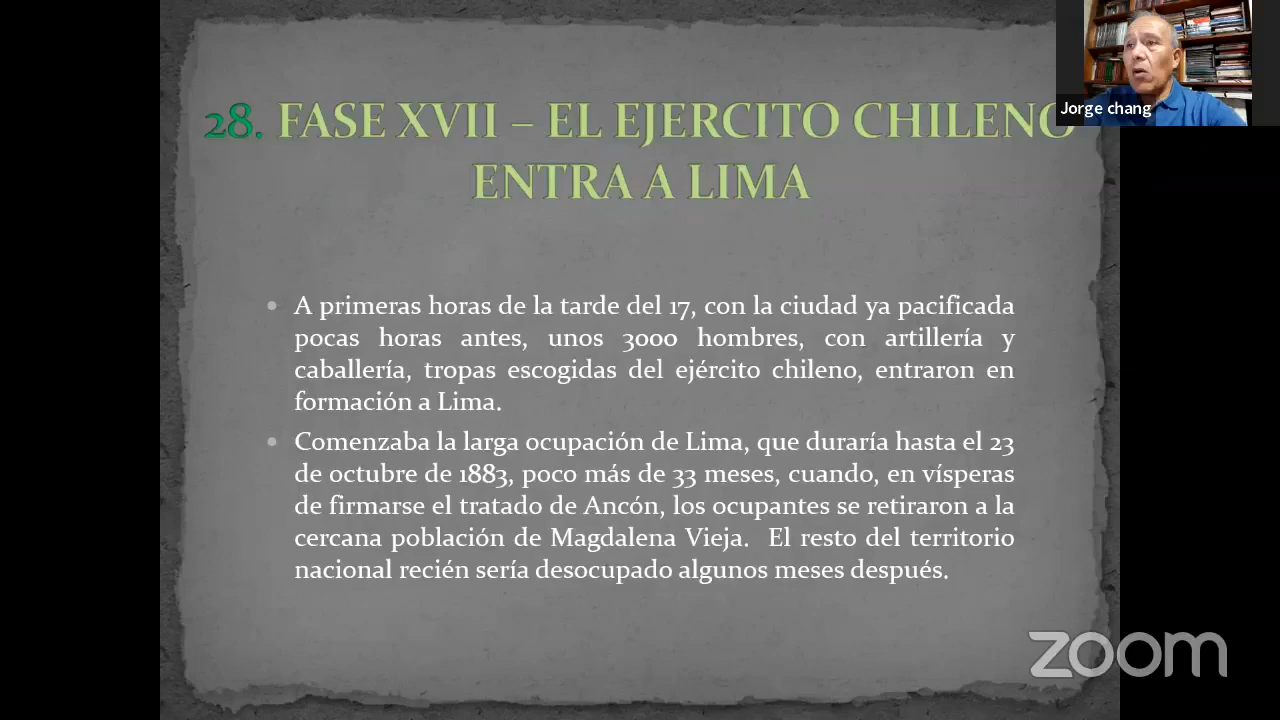 Jorge chang
28. FASE XVII – EL EJERCITO CHILENO
ENTRA A LIMA
• A primeras horas de la tarde del 17, con la ciudad ya pacificada
pocas horas antes, unos 3000 hombres, con artillería y
caballería, tropas escogidas del ejército chileno, entraron en
formación a Lima.
• Comenzaba la larga ocupación de Lima, que duraría hasta el 23
de octubre de 1883, poco más de 33 meses, cuando, en vísperas
de firmarse el tratado de Ancón, los ocupantes se retiraron a la
cercana población de Magdalena Vieja. El resto del territorio
nacional recién sería desocupado algunos meses después.
zoom